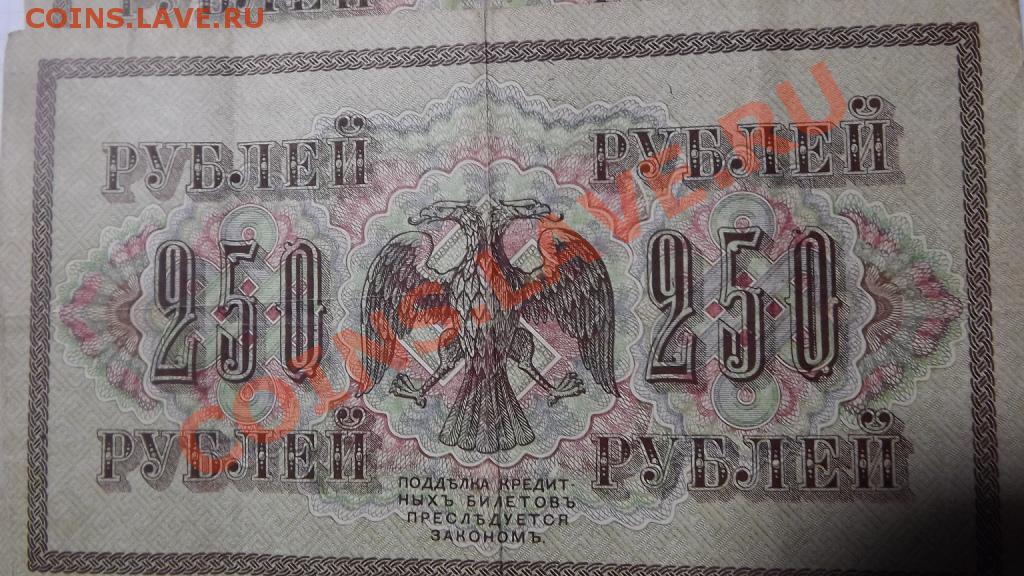 COINS.LAVE.RU
РУБЛЕЙ РУБЛЕЙ
250 250
COINS.LAVE.RU
РУБЛЕЙ РУБЛЕЙ
ПОДДѢЛКА КРЕДИТ-
НЫХЪ БИЛЕТОВЪ
ПРЕСЛѢДУЕТСЯ
ЗАКОНОМЪ.